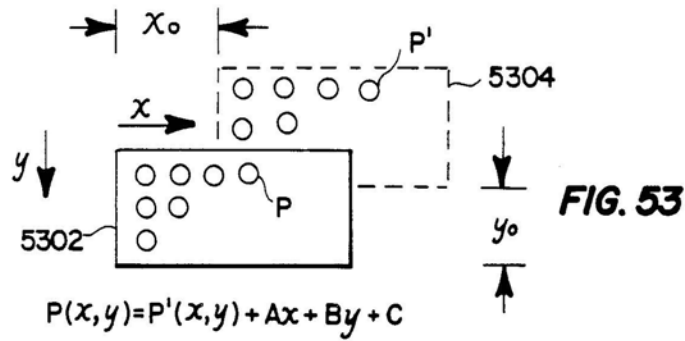 x₀
P'
5304
x
y
P
5302
y₀
FIG. 53
P(x,y)=P'(x,y)+Ax+By+C